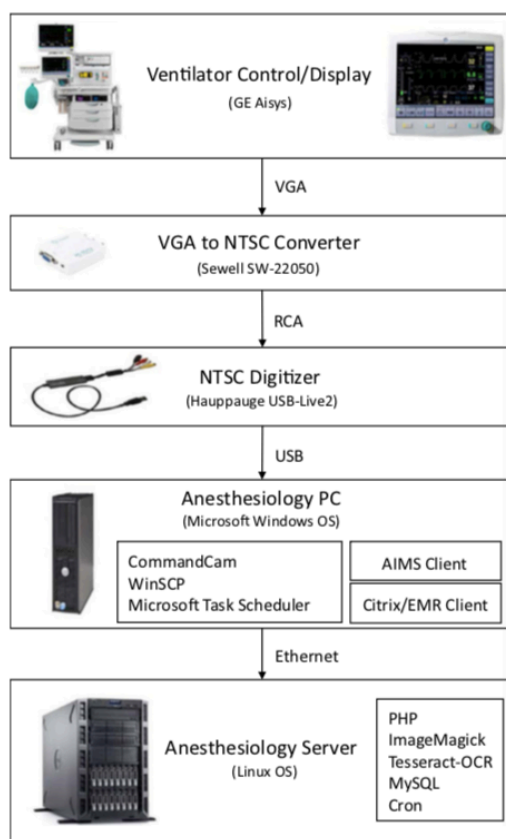 Ventilator Control/Display
(GE Aisys)
VGA
VGA to NTSC Converter
(Sewell SW-22050)
RCA
NTSC Digitizer
(Hauppauge USB-Live2)
USB
Anesthesiology PC
(Microsoft Windows OS)
CommandCam
WinSCP
Microsoft Task Scheduler
AIMS Client
Citrix/EMR Client
Ethernet
Anesthesiology Server
(Linux OS)
PHP
ImageMagick
Tesseract-OCR
MySQL
Cron